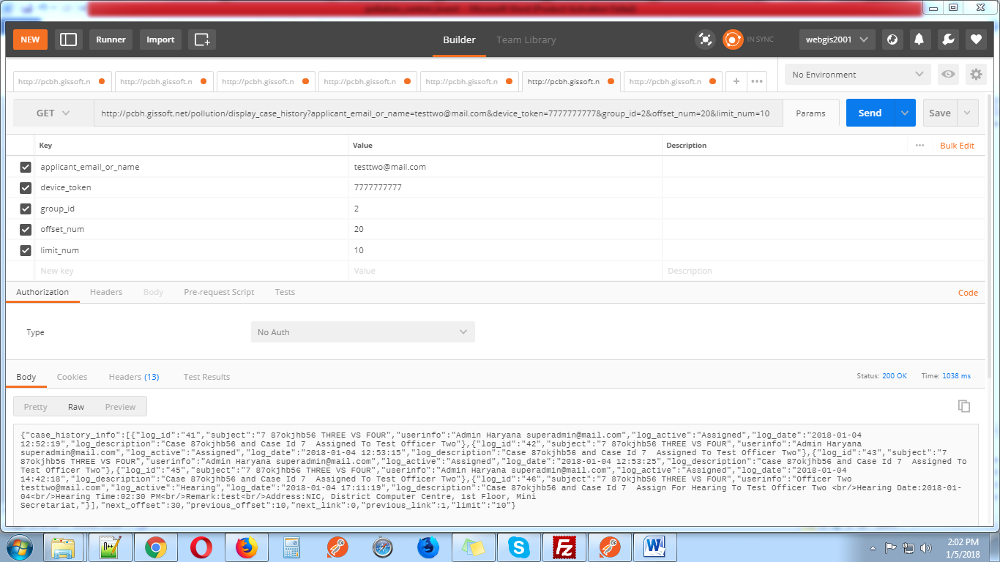 NEW
Runner
Import
Builder
Team Library
IN SYNC
webgis2001
http://pcbh.gissoft.n
http://pcbh.gissoft.n
http://pcbh.gissoft.n
http://pcbh.gissoft.n
http://pcbh.gissoft.n
http://pcbh.gissoft.n
http://pcbh.gissoft.n
No Environment
GET
http://pcbh.gissoft.net/pollution/display_case_history?applicant_email_or_name=testtwo@mail.com&device_token=7777777777&group_id=2&offset_num=20&limit_num=10
Params
Send
Save
Key Value Description Bulk Edit
applicant_email_or_name testtwo@mail.com
device_token 7777777777
group_id 2
offset_num 20
limit_num 10
New key Value Description
Authorization Headers Body Pre-request Script Tests Code
Type No Auth
Body Cookies Headers (13) Test Results Status: 200 OK Time: 1038 ms
Pretty Raw Preview
{"case_history_info":[{"log_id":"41","subject":"7 87okjhb56 THREE VS FOUR","userinfo":"Admin Haryana superadmin@mail.com","log_active":"Assigned","log_date":"2018-01-04
12:52:19","log_description":"Case 87okjhb56 and Case Id 7  Assigned To Test Officer Two"},{"log_id":"42","subject":"7 87okjhb56 THREE VS FOUR","userinfo":"Admin Haryana
superadmin@mail.com","log_active":"Assigned","log_date":"2018-01-04 12:53:15","log_description":"Case 87okjhb56 and Case Id 7  Assigned To Test Officer Two"},{"log_id":"43","subject":"7
87okjhb56 THREE VS FOUR","userinfo":"Admin Haryana superadmin@mail.com","log_active":"Assigned","log_date":"2018-01-04 12:53:25","log_description":"Case 87okjhb56 and Case Id 7  Assigned To
Test Officer Two"},{"log_id":"45","subject":"7 87okjhb56 THREE VS FOUR","userinfo":"Admin Haryana superadmin@mail.com","log_active":"Assigned","log_date":"2018-01-04
14:42:18","log_description":"Case 87okjhb56 and Case Id 7  Assigned To Test Officer Two"},{"log_id":"46","subject":"7 87okjhb56 THREE VS FOUR","userinfo":"Officer Two
testtwo@mail.com","log_active":"Hearing","log_date":"2018-01-04 17:11:19","log_description":"Case 87okjhb56 and Case Id 7  Assign For Hearing To Test Officer Two <br/>Hearing Date:2018-01-
04<br/>Hearing Time:02:30 PM<br/>Remark:test<br/>Address:NIC, District Computer Centre, 1st Floor, Mini
Secretariat,"}],"next_offset":30,"previous_offset":10,"next_link":0,"previous_link":1,"limit":"10"}
2:02 PM
1/5/2018